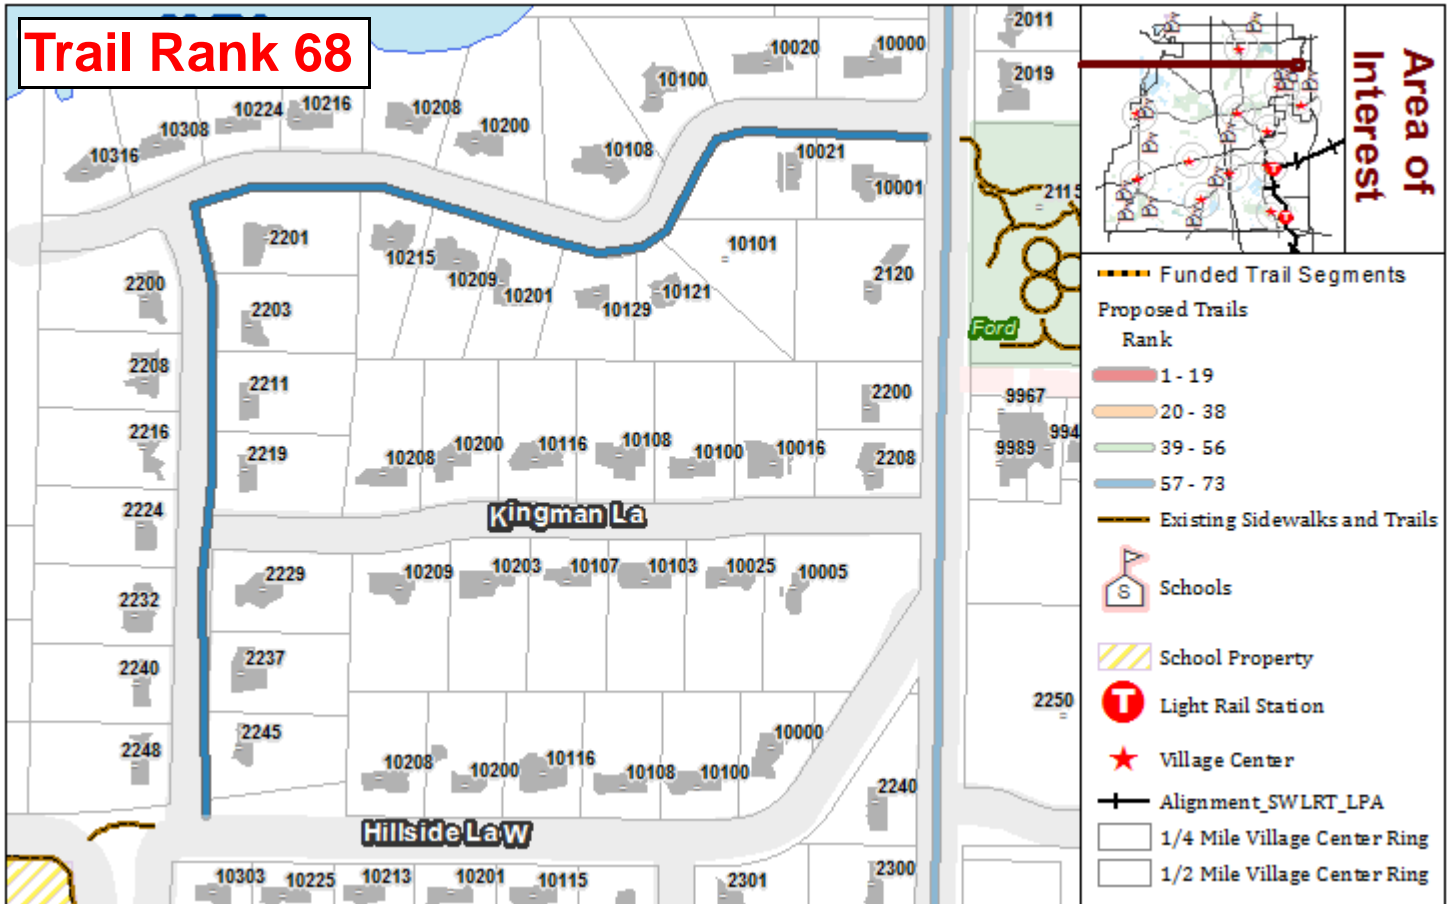 Trail Rank 68
2011
10020
10000
2019
10100
10216
10224
10208
10200
10308
10316
10108
10021
10001
2115
2201
10215
10101
10209
10201
2120
2200
10121
10129
2203
Ford
2208
2211
2200
9967
2216
2219
10208
10200
10116
10108
10100
10016
2208
9989
994
2224
Kingman La
2229
10209
10203
10107
10103
10025
10005
2232
2237
2240
2250
2245
2248
10208
10200
10116
10108
10100
10000
2240
Hillside La W
10303
10225
10213
10201
10115
2301
2300
Area of
Interest
Funded Trail Segments
Proposed Trails
Rank
1 - 19
20 - 38
39 - 56
57 - 73
Existing Sidewalks and Trails
S
Schools
School Property
T
Light Rail Station
Village Center
Alignment_SWLRT_LPA
1/4 Mile Village Center Ring
1/2 Mile Village Center Ring